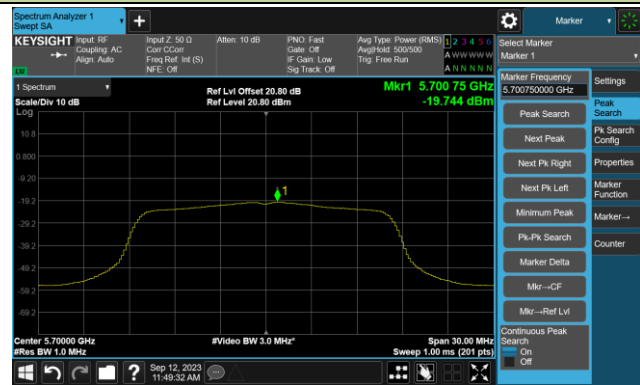 Spectrum Analyzer 1
Swept SA
Marker
KEYSIGHT
Input: RF
Coupling: AC
Align: Auto
Input Z: 50 Ω
Corr CCorr
Freq Ref: Int (S)
NFE: Off
Atten: 10 dB
PNO: Fast
Gate: Off
IF Gain: Low
Sig Track: Off
Avg Type: Power (RMS)
Avg|Hold: 500/500
Trig: Free Run
1 2 3 4 5 6
A W W W W W
A N N N N N
Select Marker
Marker 1
LU
1 Spectrum
Scale/Div 10 dB
Log
Ref Lvl Offset 20.80 dB
Ref Level 20.80 dBm
Mkr1 5.700 75 GHz
-19.744 dBm
10.8
0.800
-9.20
-19.2
-29.2
-39.2
-49.2
-59.2
-69.2
1
Center 5.70000 GHz
#Res BW 1.0 MHz
#Video BW 3.0 MHz*
Span 30.00 MHz
Sweep 1.00 ms (201 pts)
Marker Frequency
5.700750000 GHz
Peak Search
Next Peak
Next Pk Right
Next Pk Left
Minimum Peak
Pk-Pk Search
Marker Delta
Mkr→CF
Mkr→Ref Lvl
Continuous Peak
Search
On
Off
Settings
Peak
Search
Pk Search
Config
Properties
Marker
Function
Marker→
Counter
?
Sep 12, 2023
11:49:32 AM